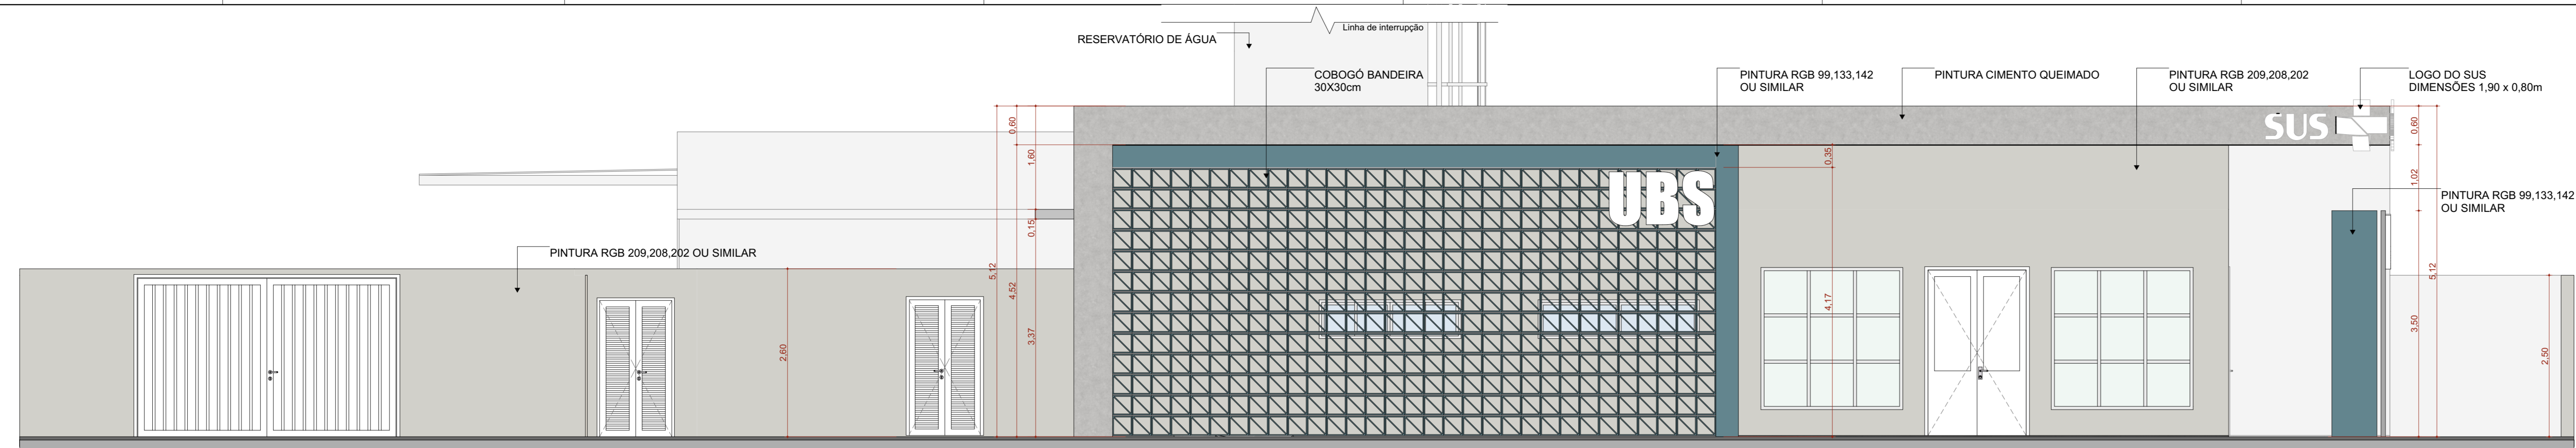 Linha de interrupção
RESERVATÓRIO DE ÁGUA
COBOGÓ BANDEIRA
30X30cm
PINTURA RGB 99,133,142
OU SIMILAR
PINTURA CIMENTO QUEIMADO
PINTURA RGB 209,208,202
OU SIMILAR
LOGO DO SUS
DIMENSÕES 1,90 x 0,80m
SUS
UBS
PINTURA RGB 99,133,142
OU SIMILAR
PINTURA RGB 209,208,202 OU SIMILAR
2,60
5,12
0,60
4,52
1,60
0,15
3,37
0,35
4,17
0,60
1,02
3,50
5,12
2,50